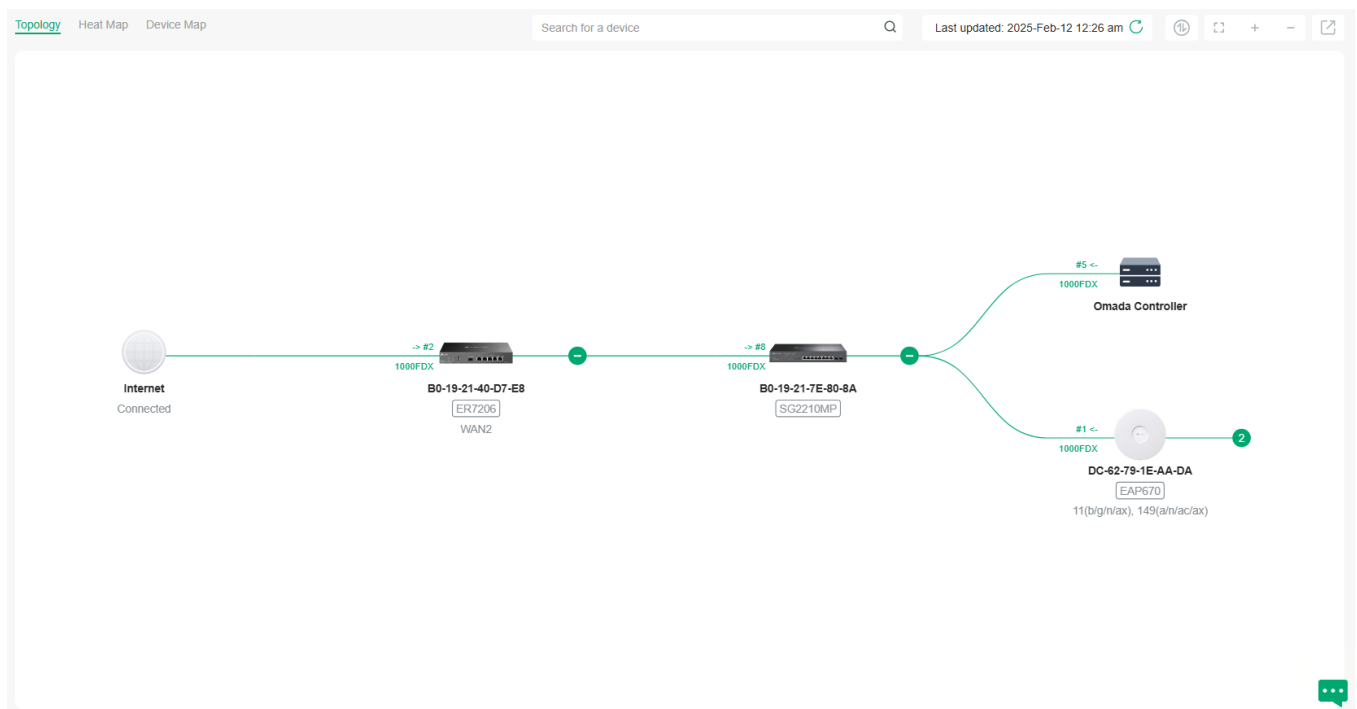 Topology Heat Map Device Map Search for a device Last updated: 2025-Feb-12 12:26 am
#5 <-
1000FDX
Omada Controller
-> #2
1000FDX
-> #8
1000FDX
Internet
Connected
B0-19-21-40-D7-E8
ER7206
WAN2
B0-19-21-7E-80-8A
SG2210MP
#1 <-
1000FDX
2
DC-62-79-1E-AA-DA
EAP670
11(b/g/n/ax), 149(a/n/ac/ax)